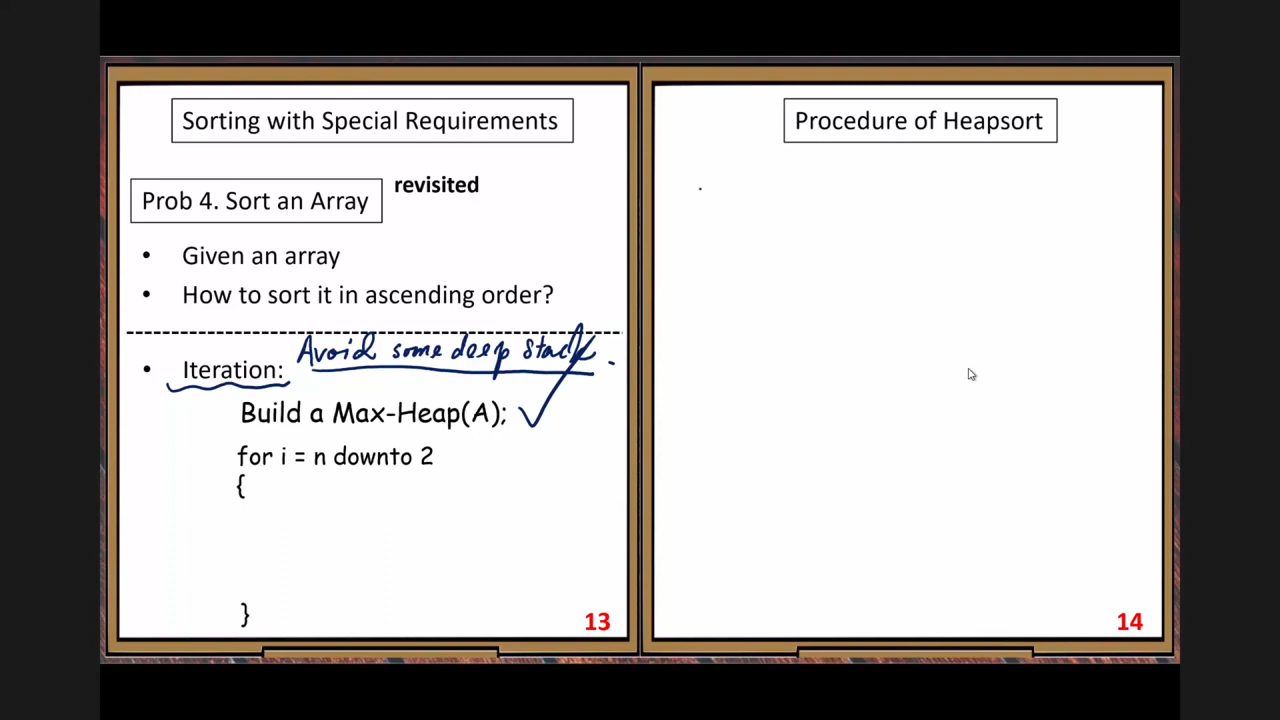 Sorting with Special Requirements
revisited
Prob 4. Sort an Array
• Given an array
• How to sort it in ascending order?
Avoid some deep stack.
• Iteration:
Build a Max-Heap(A);
for i = n downto 2
{
}
13
Procedure of Heapsort
14